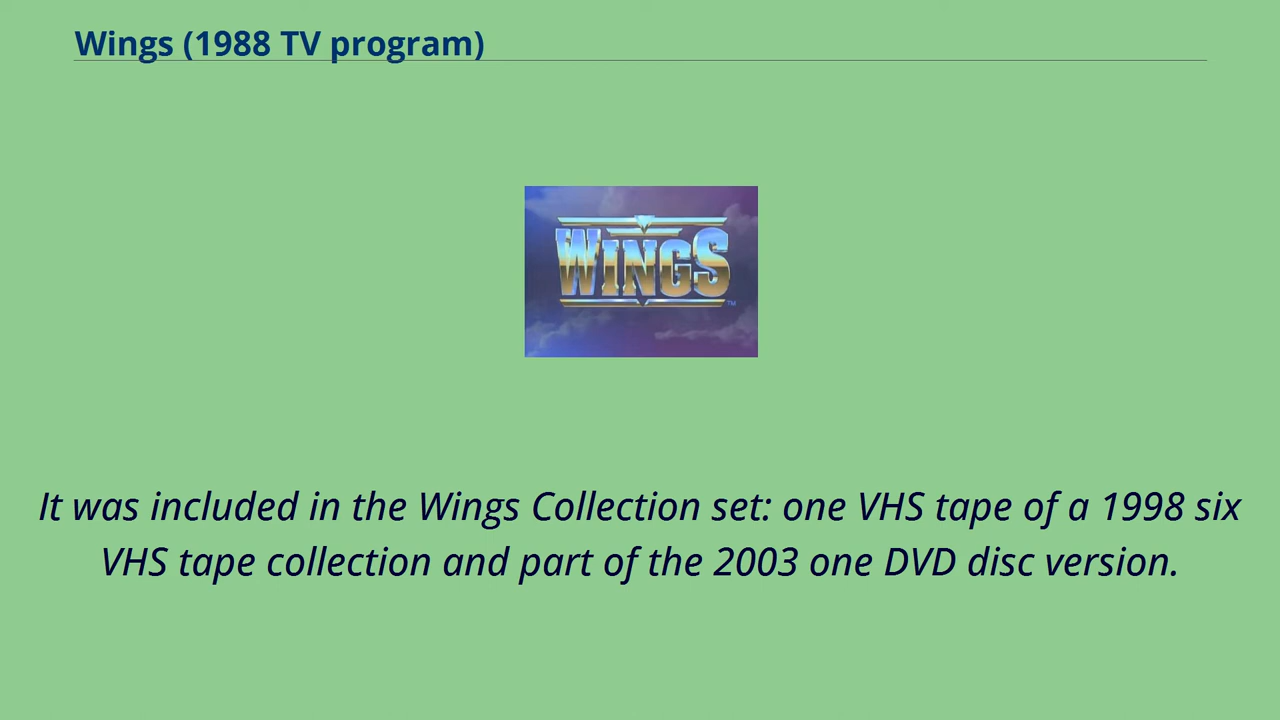 Wings (1988 TV program)
WINGS™
It was included in the Wings Collection set: one VHS tape of a 1998 six
VHS tape collection and part of the 2003 one DVD disc version.